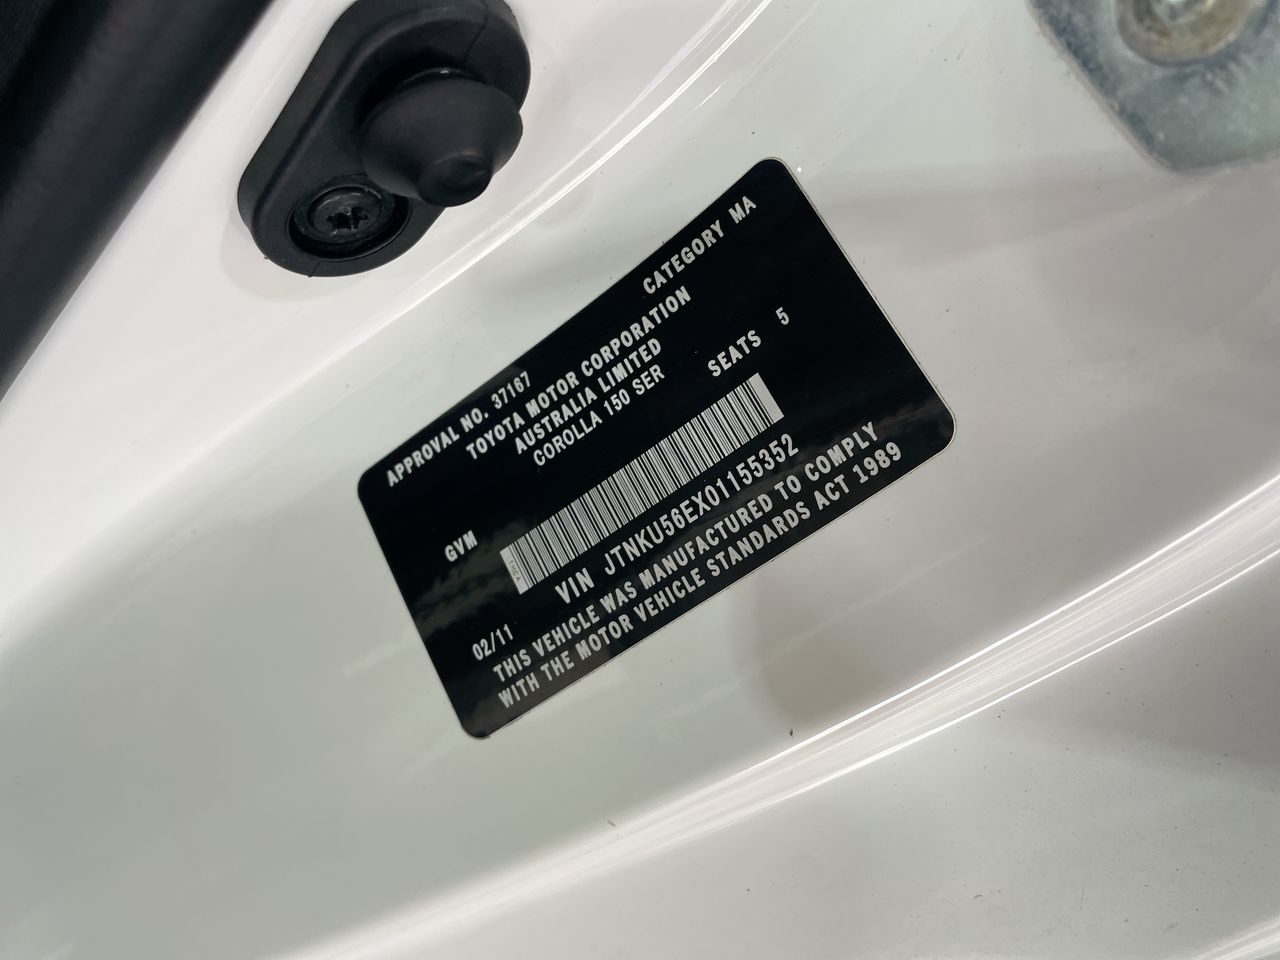 APPROVAL NO. 37167 CATEGORY MA
TOYOTA MOTOR CORPORATION
AUSTRALIA LIMITED
COROLLA 150 SER SEATS 5
GVM
VIN JTNKU56EX01155352
02/11
THIS VEHICLE WAS MANUFACTURED TO COMPLY
WITH THE MOTOR VEHICLE STANDARDS ACT 1989